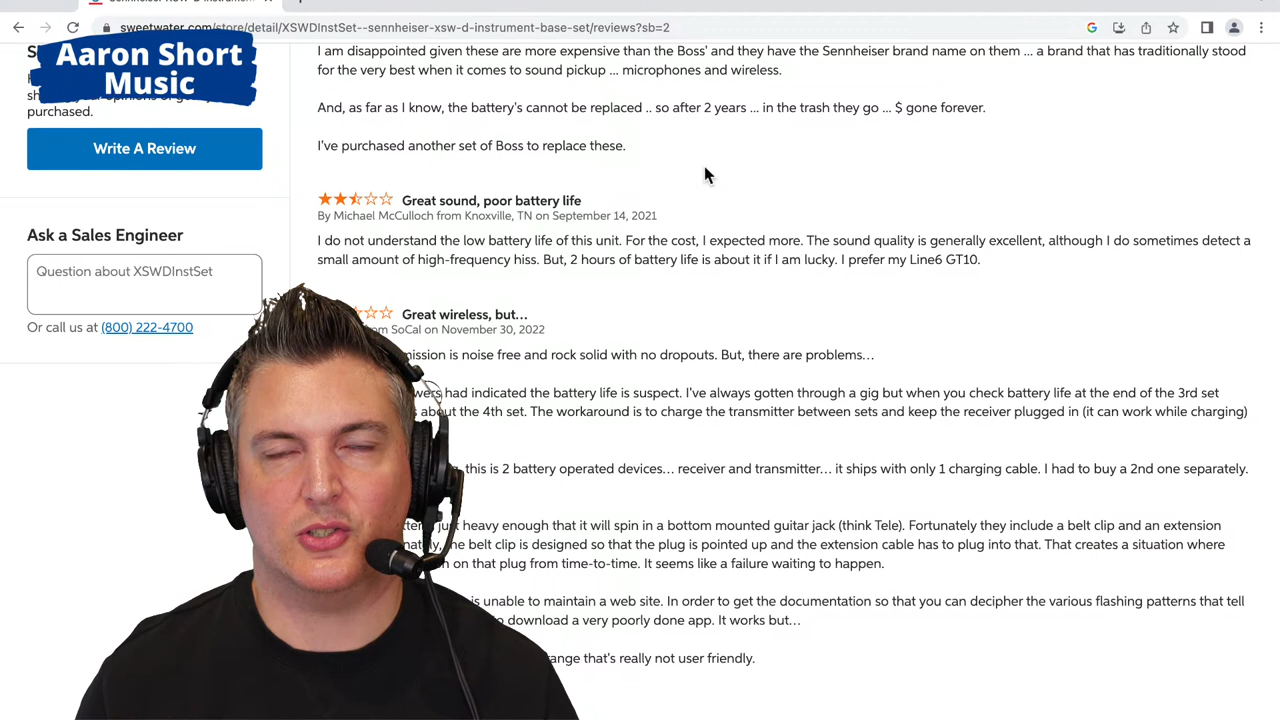 Sennheiser XSW-D Instrument
sweetwater.com/store/detail/XSWDInstSet--sennheiser-xsw-d-instrument-base-set/reviews?sb=2
Aaron Short
Music
purchased.
Write A Review
Ask a Sales Engineer
Question about XSWDInstSet
Or call us at (800) 222-4700
I am disappointed given these are more expensive than the Boss' and they have the Sennheiser brand name on them ... a brand that has traditionally stood
for the very best when it comes to sound pickup ... microphones and wireless.
And, as far as I know, the battery's cannot be replaced .. so after 2 years ... in the trash they go ... $ gone forever.
I've purchased another set of Boss to replace these.
Great sound, poor battery life
By Michael McCulloch from Knoxville, TN on September 14, 2021
I do not understand the low battery life of this unit. For the cost, I expected more. The sound quality is generally excellent, although I do sometimes detect a
small amount of high-frequency hiss. But, 2 hours of battery life is about it if I am lucky. I prefer my Line6 GT10.
Great wireless, but...
SoCal on November 30, 2022
mission is noise free and rock solid with no dropouts. But, there are problems...
had indicated the battery life is suspect. I've always gotten through a gig but when you check battery life at the end of the 3rd set
about the 4th set. The workaround is to charge the transmitter between sets and keep the receiver plugged in (it can work while charging)
this is 2 battery operated devices... receiver and transmitter... it ships with only 1 charging cable. I had to buy a 2nd one separately.
just heavy enough that it will spin in a bottom mounted guitar jack (think Tele). Fortunately they include a belt clip and an extension
the belt clip is designed so that the plug is pointed up and the extension cable has to plug into that. That creates a situation where
on that plug from time-to-time. It seems like a failure waiting to happen.
is unable to maintain a web site. In order to get the documentation so that you can decipher the various flashing patterns that tell
download a very poorly done app. It works but...
that's really not user friendly.